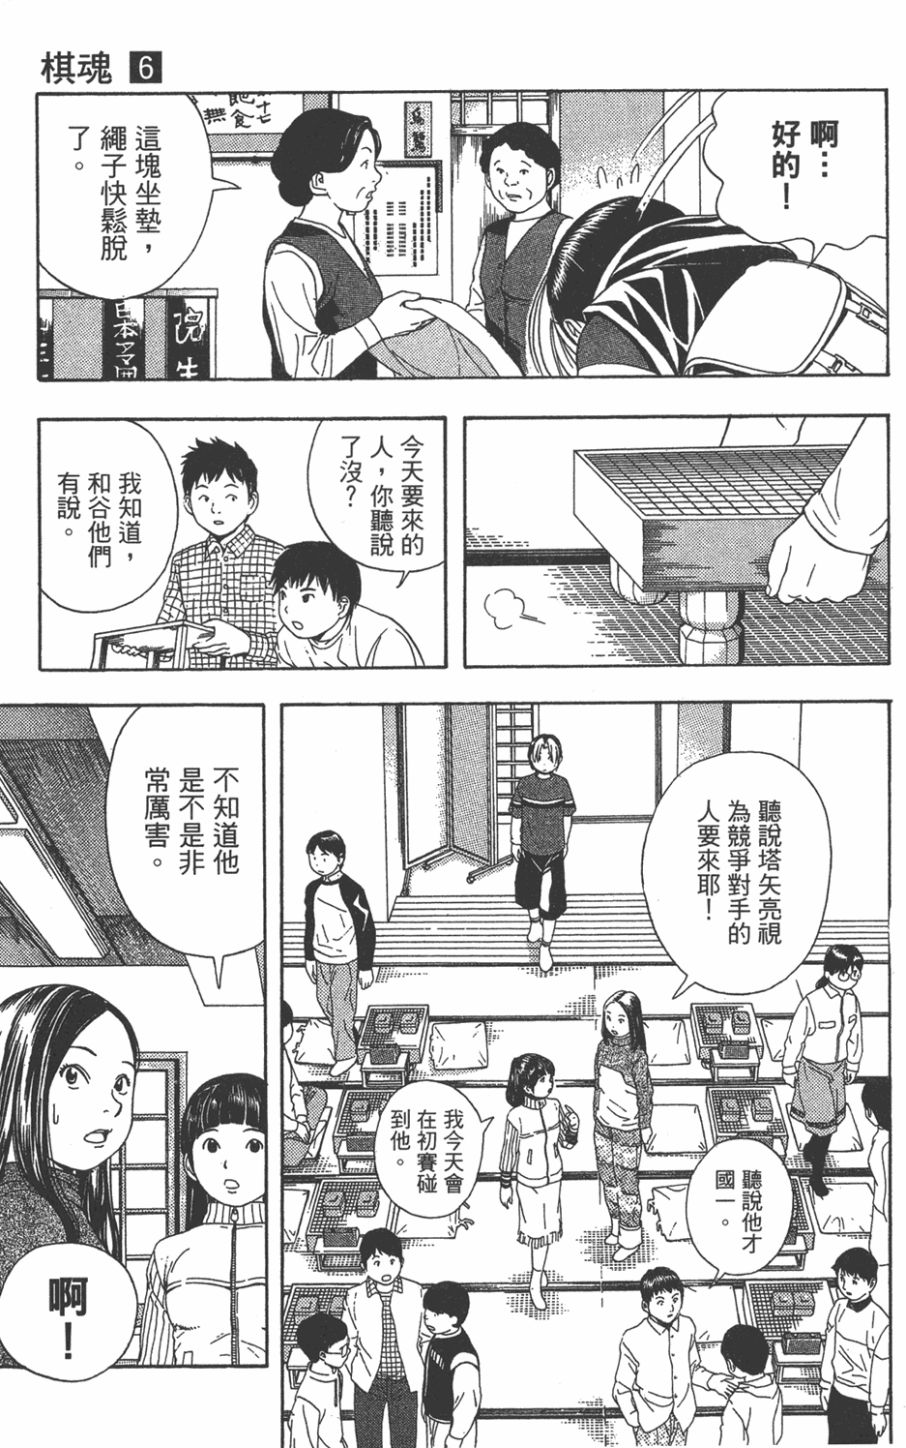 棋魂 6
啊…
好的！
這塊坐墊，
繩子快鬆脫
了。
院生
日本
今天要來的
人，你聽說
了沒？
我知道，
和谷他們
有說。
聽說塔矢亮視
為競爭對手的
人要來耶！
我今天會
在初賽碰
到他。
聽說他才
國一。
不知道他
是不是非
常厲害。
啊！